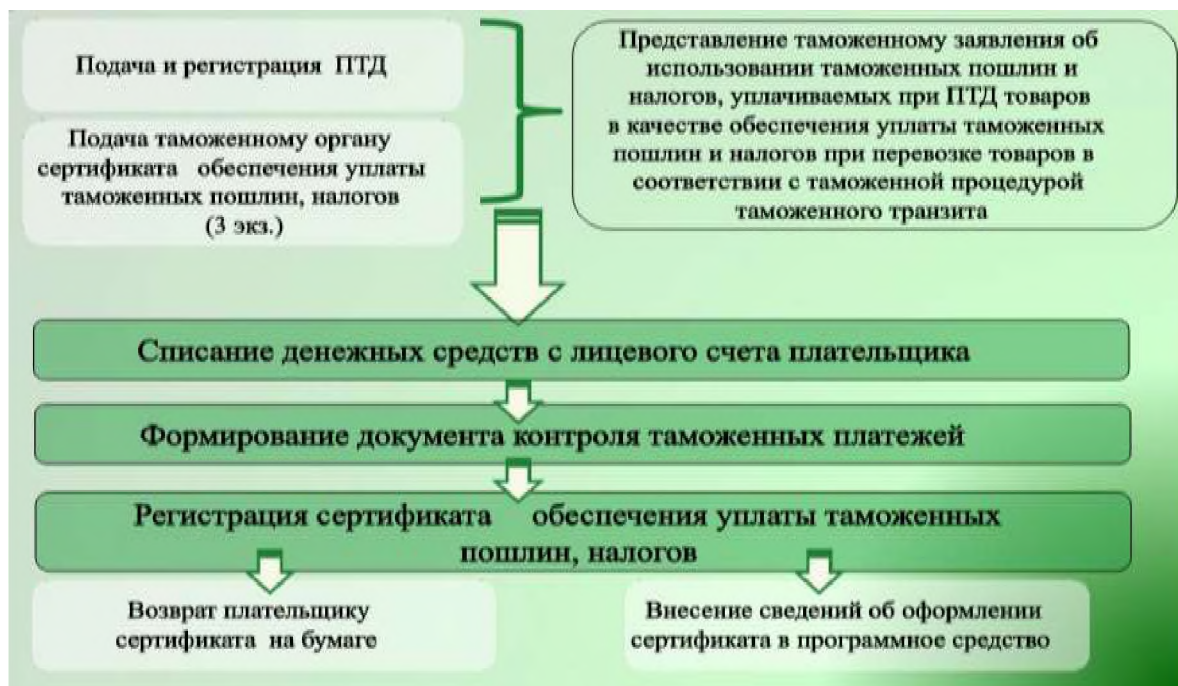 Подача и регистрация ПТД
Подача таможенному органу
сертификата обеспечения уплаты
таможенных пошлин, налогов
(3 экз.)
Представление таможенному заявления об
использовании таможенных пошлин и
налогов, уплачиваемых при ПТД товаров
в качестве обеспечения уплаты таможенных
пошлин и налогов при перевозке товаров в
соответствии с таможенной процедурой
таможенного транзита
Списание денежных средств с лицевого счета плательщика
Формирование документа контроля таможенных платежей
Регистрация сертификата обеспечения уплаты таможенных
пошлин, налогов
Возврат плательщику
сертификата на бумаге
Внесение сведений об оформлении
сертификата в программное средство